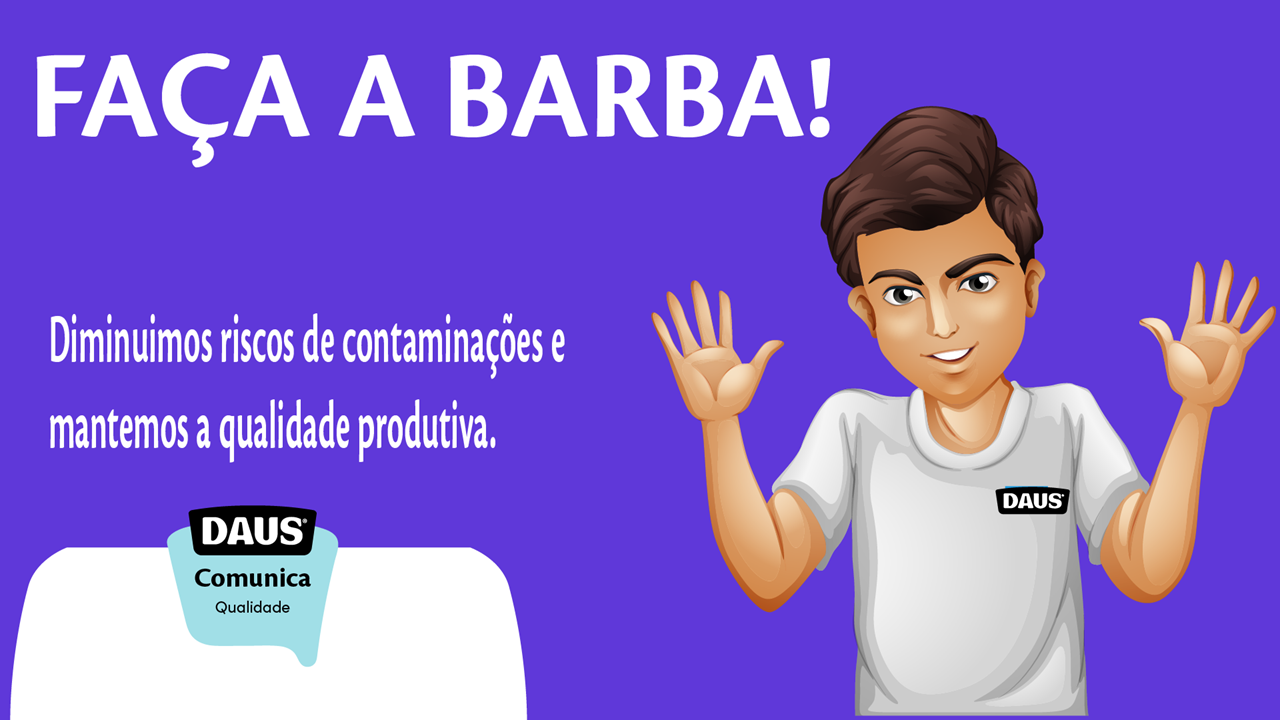 FAÇA A BARBA!
Diminuimos riscos de contaminações e
mantemos a qualidade produtiva.
DAUS®
DAUS
Comunica
Qualidade